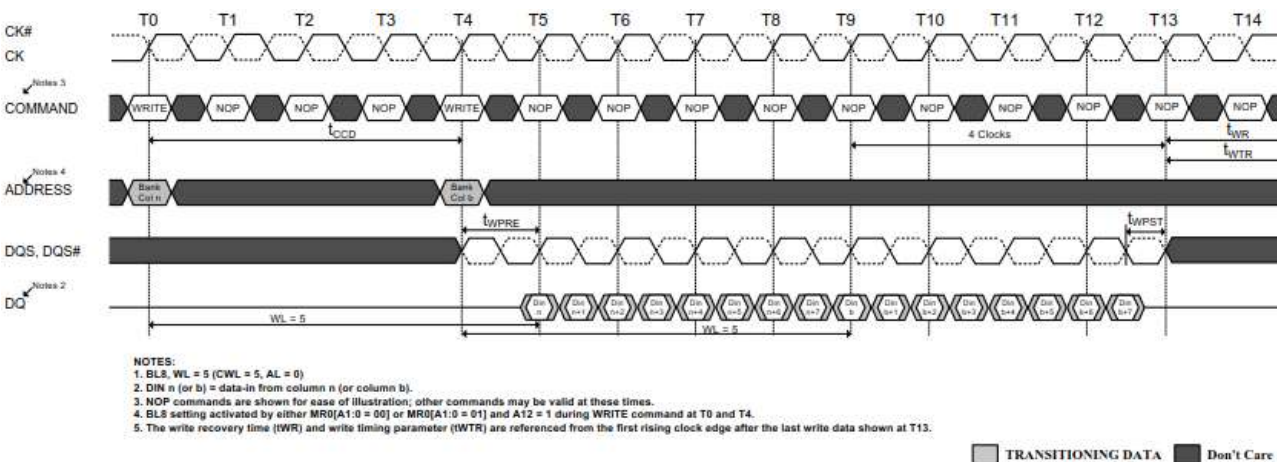 T0 T1 T2 T3 T4 T5 T6 T7 T8 T9 T10 T11 T12 T13 T14
CK#
CK
Notes 3
COMMAND WRITE NOP NOP NOP WRITE NOP NOP NOP NOP NOP NOP NOP NOP NOP NOP
tCCD 4 Clocks tWR
tWTR
Notes 4
ADDRESS Bank Col n Bank Col b
tWPRE tWPST
DQS, DQS#
Notes 2
DQ Din n Din n+1 Din n+2 Din n+3 Din n+4 Din n+5 Din n+6 Din n+7 Din b Din b+1 Din b+2 Din b+3 Din b+4 Din b+5 Din b+6 Din b+7
WL = 5 WL = 5
NOTES:
1. BL8, WL = 5 (CWL = 5, AL = 0)
2. DIN n (or b) = data-in from column n (or column b).
3. NOP commands are shown for ease of illustration; other commands may be valid at these times.
4. BL8 setting activated by either MR0[A1:0 = 00] or MR0[A1:0 = 01] and A12 = 1 during WRITE command at T0 and T4.
5. The write recovery time (tWR) and write timing parameter (tWTR) are referenced from the first rising clock edge after the last write data shown at T13.
TRANSITIONING DATA Don't Care